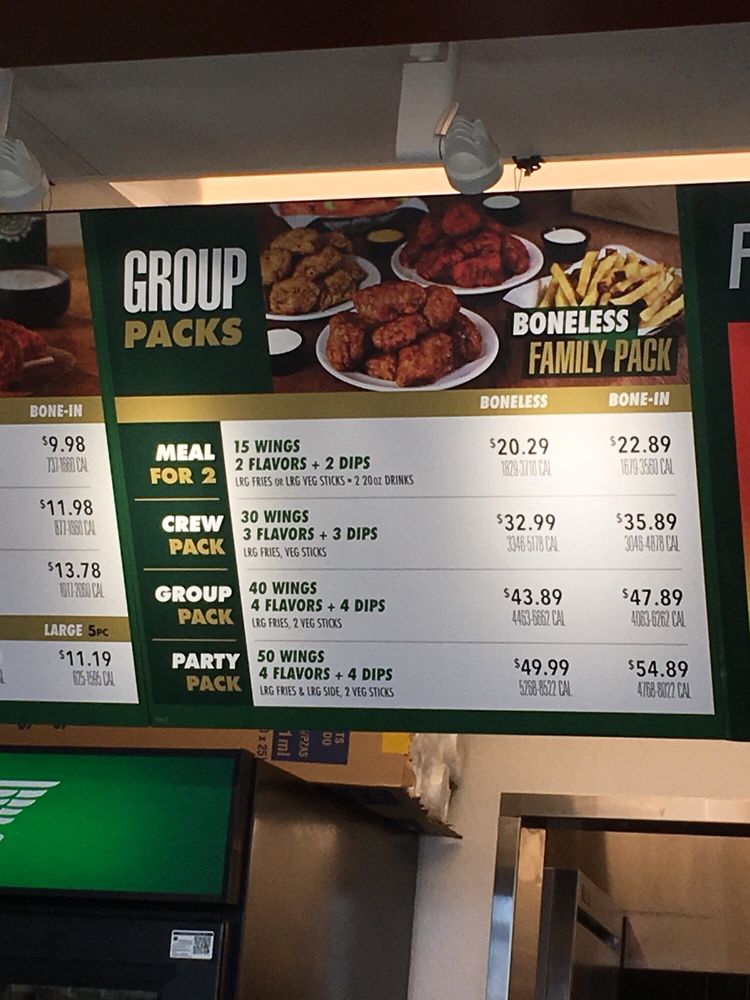 GROUP
PACKS
BONELESS
FAMILY PACK
BONELESS BONE-IN
MEAL
FOR 2
15 WINGS
2 FLAVORS + 2 DIPS
LRG FRIES OR LRG VEG STICKS + 2 20OZ DRINKS
$20.29 $22.89
1829-3710 CAL 1679-3560 CAL
CREW
PACK
30 WINGS
3 FLAVORS + 3 DIPS
LRG FRIES, VEG STICKS
$32.99 $35.89
3346-5178 CAL 3046-4878 CAL
GROUP
PACK
40 WINGS
4 FLAVORS + 4 DIPS
LRG FRIES, 2 VEG STICKS
$43.89 $47.89
4463-6662 CAL 4063-6262 CAL
PARTY
PACK
50 WINGS
4 FLAVORS + 4 DIPS
LRG FRIES & LRG SIDE, 2 VEG STICKS
$49.99 $54.89
5268-8522 CAL 4768-8022 CAL
BONE-IN
$9.98
CAL
$11.98
CAL
$13.78
CAL
LARGE 5PC
$11.19
625-1595 CAL
F